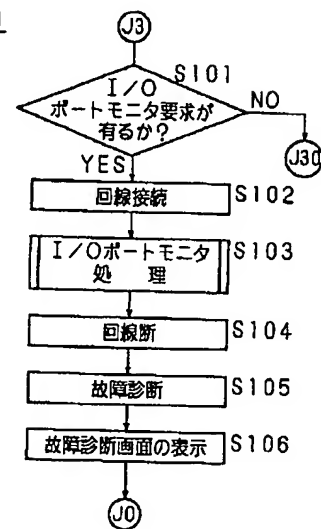 J3
S101
I/O
ポートモニタ要求が
有るか?
NO
J30
YES
回線接続 S102
I/Oポートモニタ S103
処 理
回線断 S104
故障診断 S105
故障診断画面の表示 S106
J0